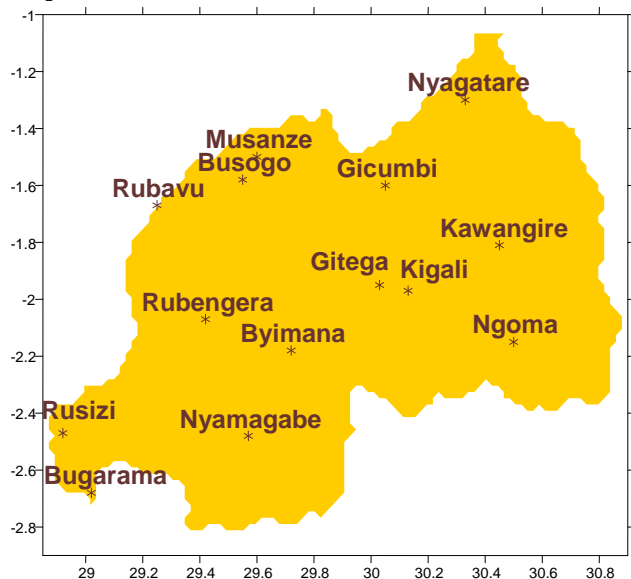 -1
-1.2
-1.4
-1.6
-1.8
-2
-2.2
-2.4
-2.6
-2.8
Nyagatare
Musanze
Busogo
Gicumbi
Rubavu
Kawangire
Gitega
Kigali
Rubengera
Byimana
Ngoma
Rusizi
Nyamagabe
Bugarama
29 29.2 29.4 29.6 29.8 30 30.2 30.4 30.6 30.8